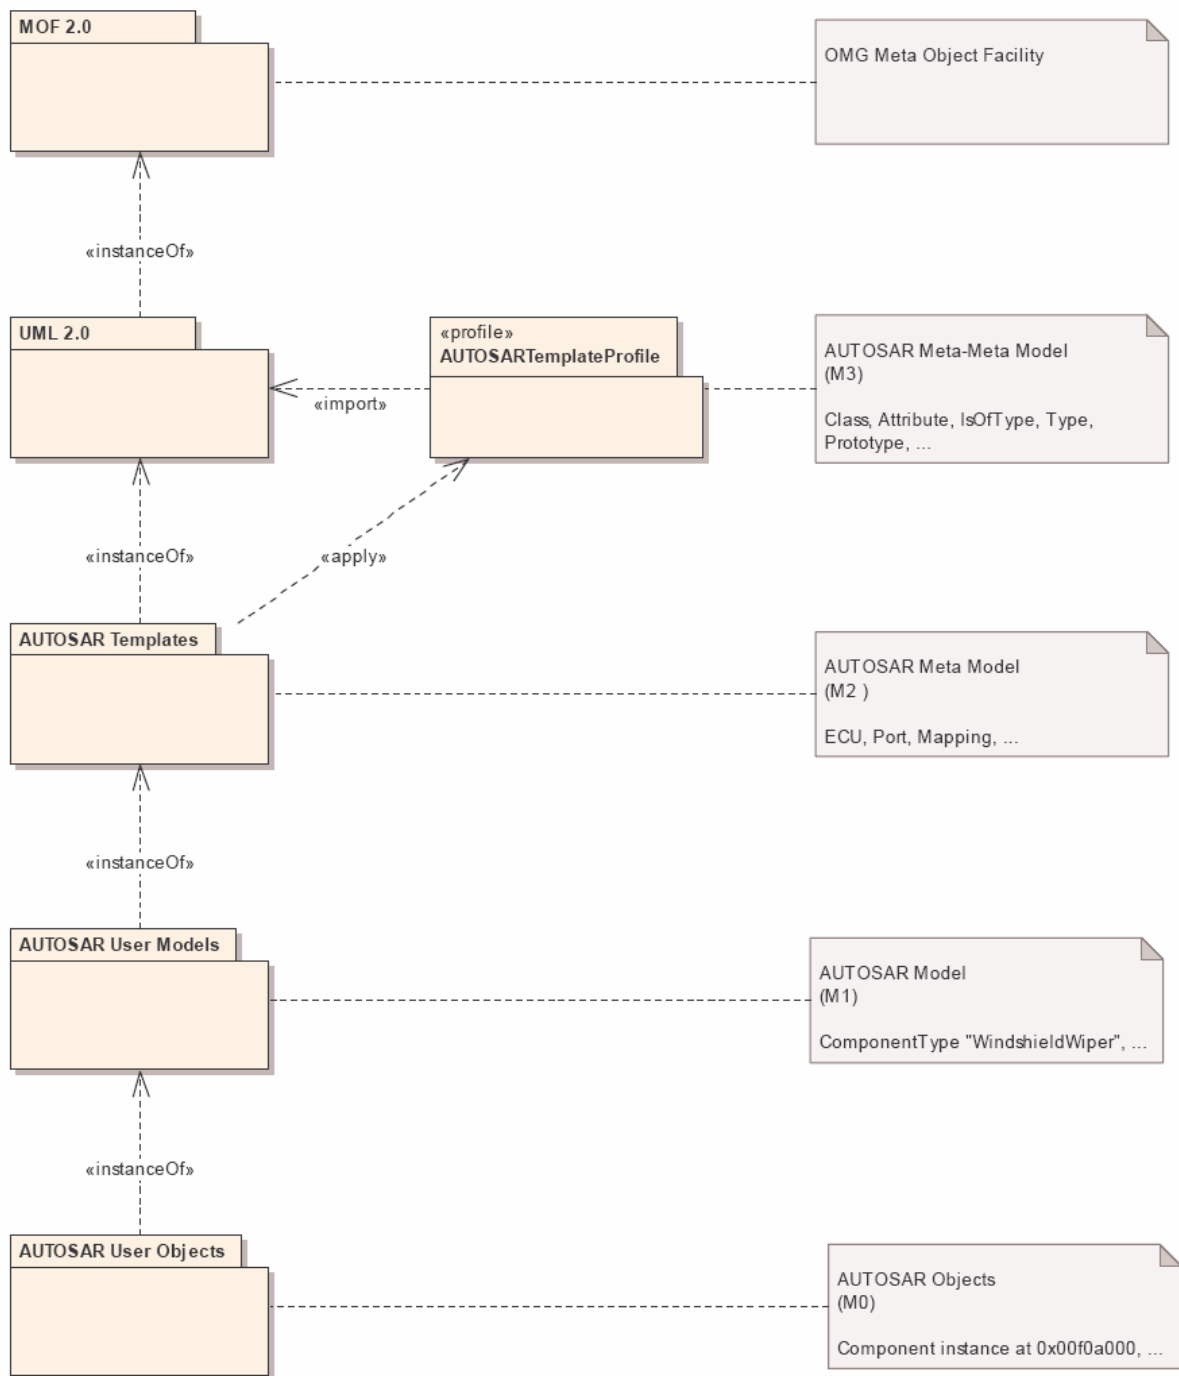 MOF 2.0
OMG Meta Object Facility
«instanceOf»
UML 2.0
«profile»
AUTOSARTemplateProfile
AUTOSAR Meta-Meta Model
(M3)
Class, Attribute, IsOfType, Type,
Prototype, ...
«import»
«instanceOf»
«apply»
AUTOSAR Templates
AUTOSAR Meta Model
(M2 )
ECU, Port, Mapping, ...
«instanceOf»
AUTOSAR User Models
AUTOSAR Model
(M1)
ComponentType "WindshieldWiper", ...
«instanceOf»
AUTOSAR User Objects
AUTOSAR Objects
(M0)
Component instance at 0x00f0a000, ...